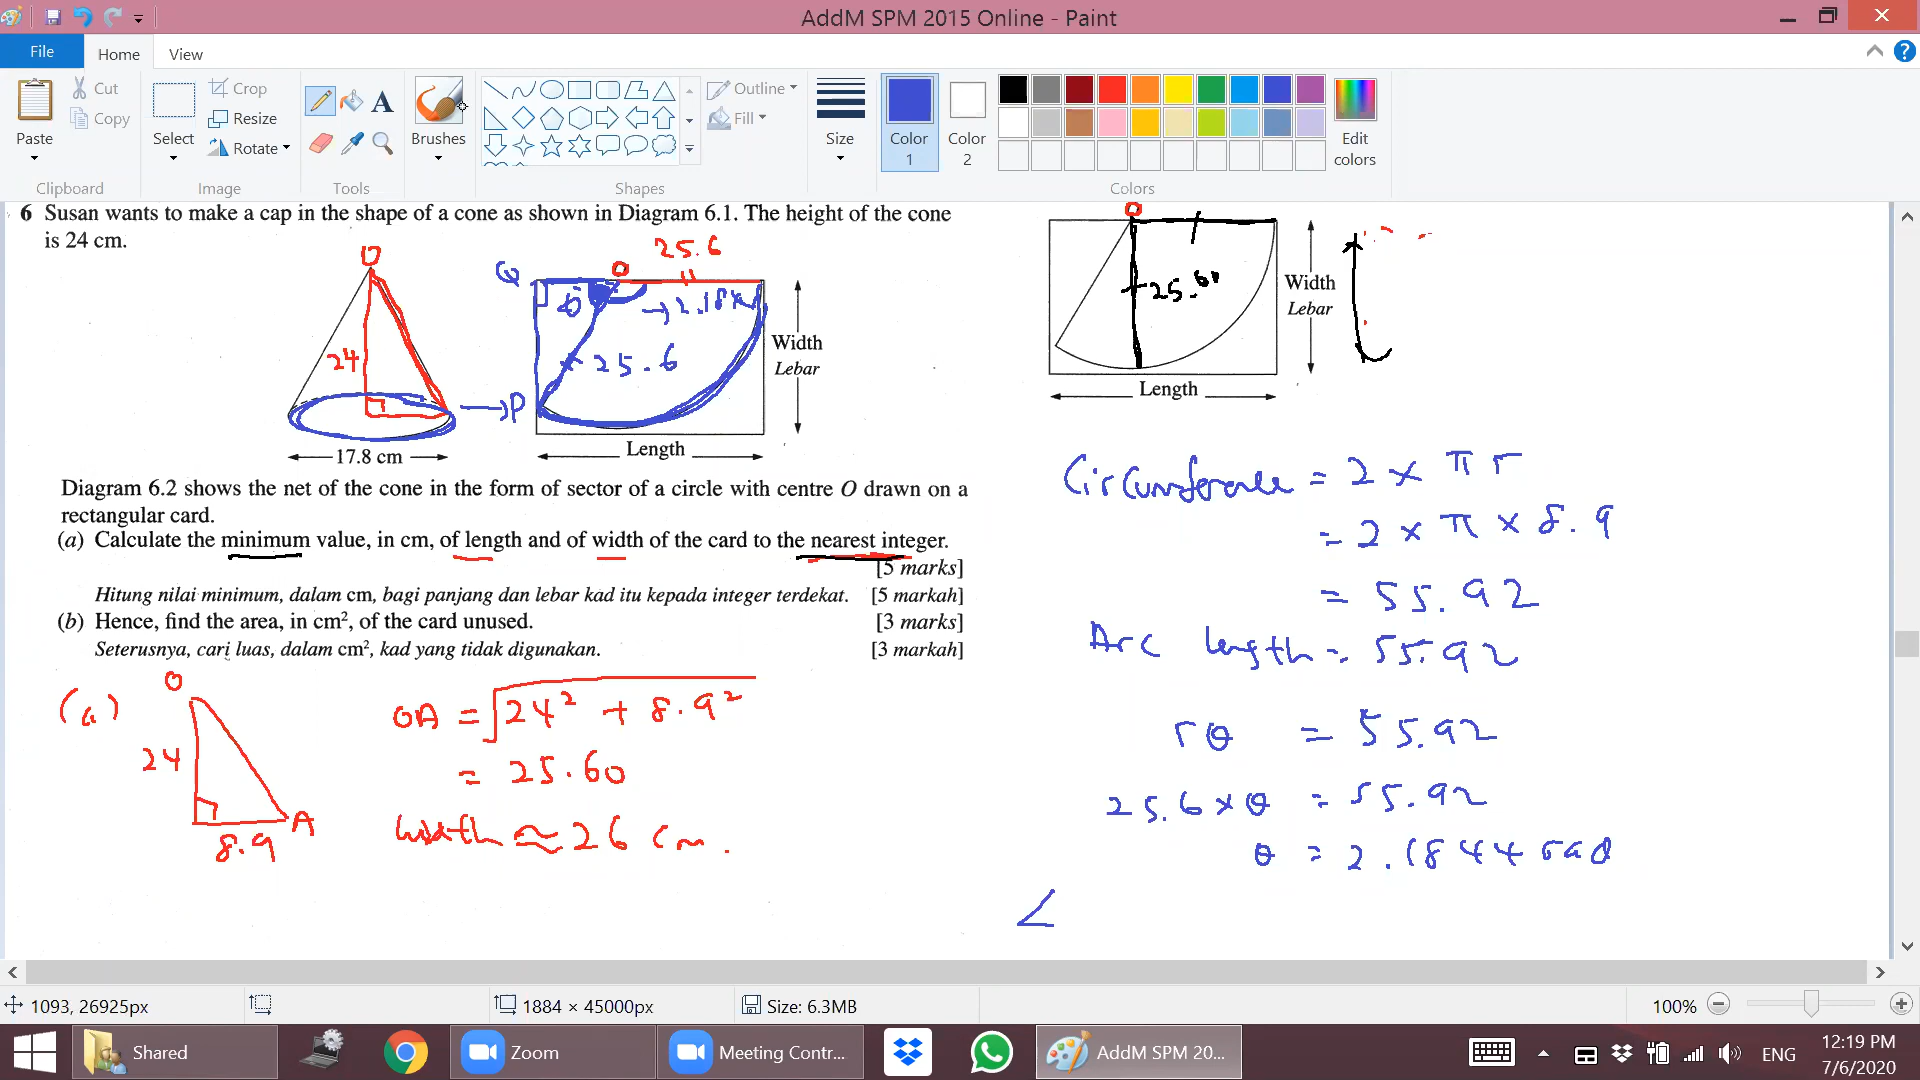 AddM SPM 2015 Online - Paint
File Home View
Paste Cut Copy Clipboard
Select Crop Resize Rotate Image
Tools
Brushes
Outline Fill Shapes
Size
Color 1 Color 2 Edit colors Colors
6 Susan wants to make a cap in the shape of a cone as shown in Diagram 6.1. The height of the cone
is 24 cm.
O
24
17.8 cm
25.6
Q O
θ → 2.18
25.6
→ P
Width
Lebar
Length
O
25.60
Width
Lebar
Length
Diagram 6.2 shows the net of the cone in the form of sector of a circle with centre O drawn on a
rectangular card.
(a) Calculate the minimum value, in cm, of length and of width of the card to the nearest integer.
[5 marks]
Hitung nilai minimum, dalam cm, bagi panjang dan lebar kad itu kepada integer terdekat. [5 markah]
(b) Hence, find the area, in cm², of the card unused. [3 marks]
Seterusnya, cari luas, dalam cm², kad yang tidak digunakan. [3 markah]
(a)
O
24
8.9
A
OA = √24² + 8.9²
= 25.60
Width ≈ 26 cm.
Circumference = 2 × π r
= 2 × π × 8.9
= 55.92
Arc length = 55.92
rθ = 55.92
25.6 × θ = 55.92
θ = 2.1844 rad
∠
1093, 26925px 1884 × 45000px Size: 6.3MB 100%
Shared Zoom Meeting Contr... AddM SPM 20... ENG 12:19 PM
7/6/2020